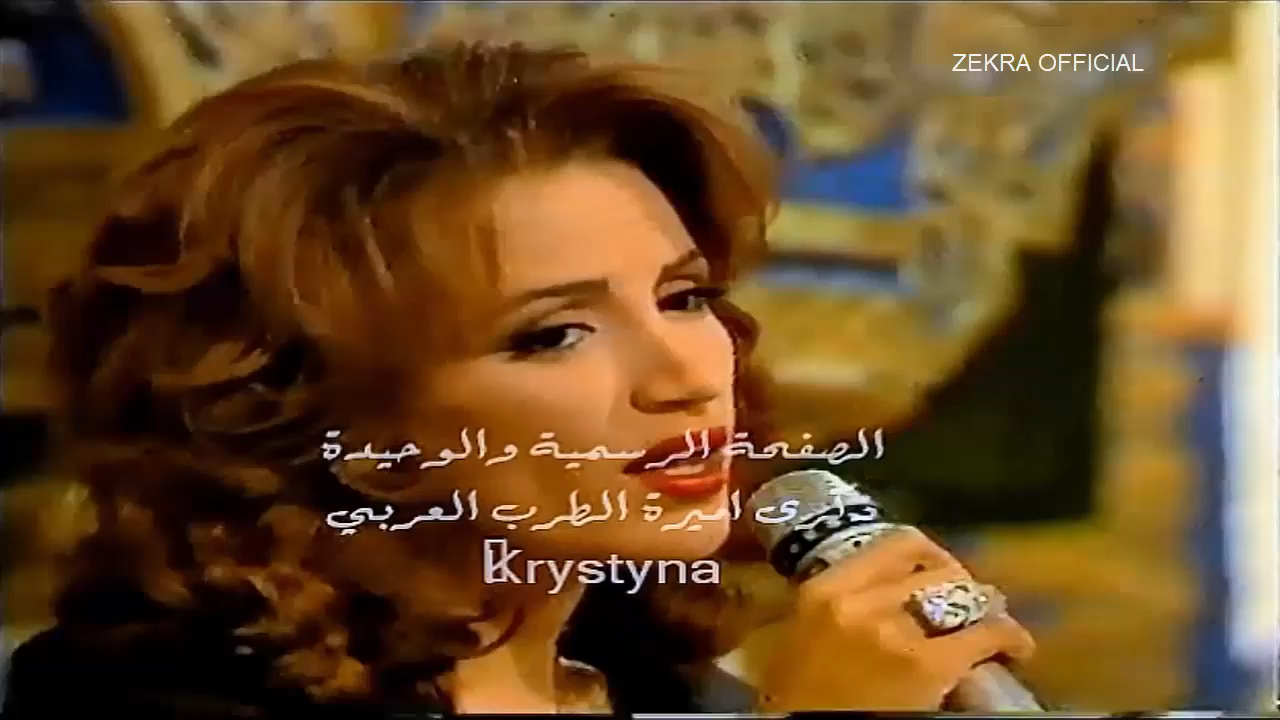 ZEKRA OFFICIAL
الصفحة الرسمية والوحيدة
ذكرى اميرة الطرب العربي
Krystyna